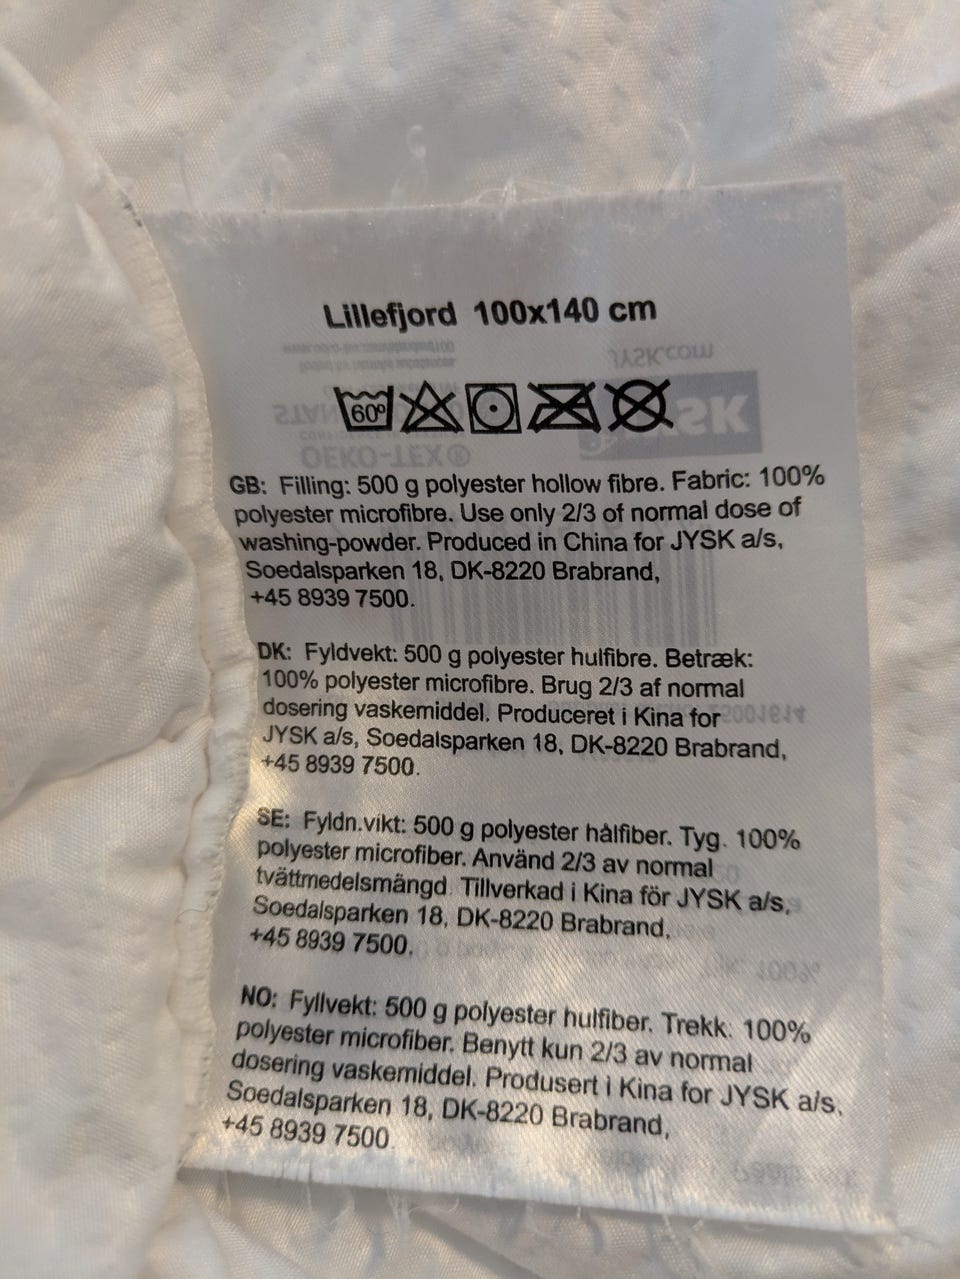 Lillefjord 100x140 cm
60°
GB: Filling: 500 g polyester hollow fibre. Fabric: 100%
polyester microfibre. Use only 2/3 of normal dose of
washing-powder. Produced in China for JYSK a/s,
Soedalsparken 18, DK-8220 Brabrand,
+45 8939 7500.
DK: Fyldvekt: 500 g polyester hulfibre. Betræk:
100% polyester microfibre. Brug 2/3 af normal
dosering vaskemiddel. Produceret i Kina for
JYSK a/s, Soedalsparken 18, DK-8220 Brabrand,
+45 8939 7500.
SE: Fyldn.vikt: 500 g polyester hålfiber. Tyg. 100%
polyester microfiber. Använd 2/3 av normal
tvättmedelsmängd. Tillverkad i Kina för JYSK a/s,
Soedalsparken 18, DK-8220 Brabrand,
+45 8939 7500.
NO: Fyllvekt: 500 g polyester hulfiber. Trekk: 100%
polyester microfiber. Benytt kun 2/3 av normal
dosering vaskemiddel. Produsert i Kina for JYSK a/s,
Soedalsparken 18, DK-8220 Brabrand,
+45 8939 7500.
JYSK.com
JYSK
OEKO-TEX®